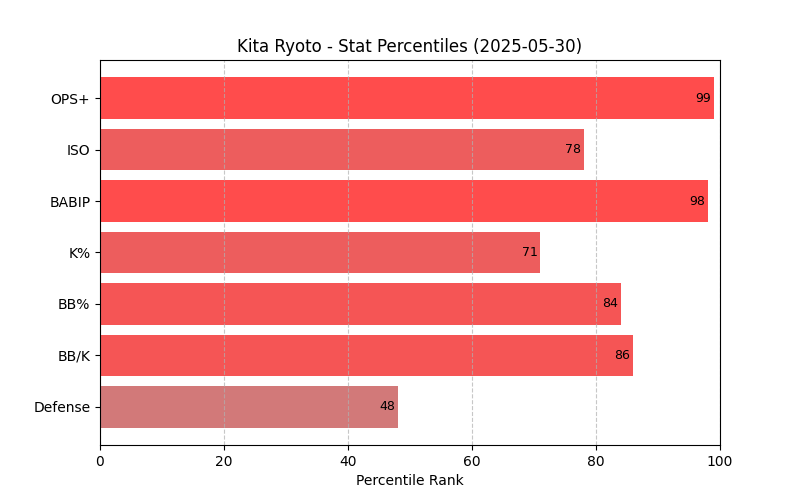 Kita Ryoto - Stat Percentiles (2025-05-30)
OPS+ 99
ISO 78
BABIP 98
K% 71
BB% 84
BB/K 86
Defense 48
0 20 40 60 80 100
Percentile Rank